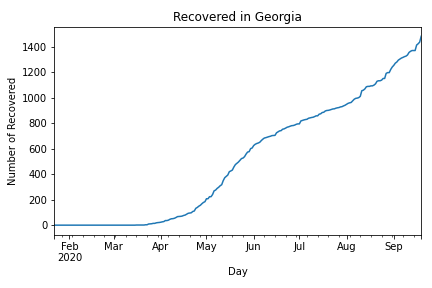 Recovered in Georgia
Number of Recovered
1400
1200
1000
800
600
400
200
0
Feb Mar Apr May Jun Jul Aug Sep
2020
Day